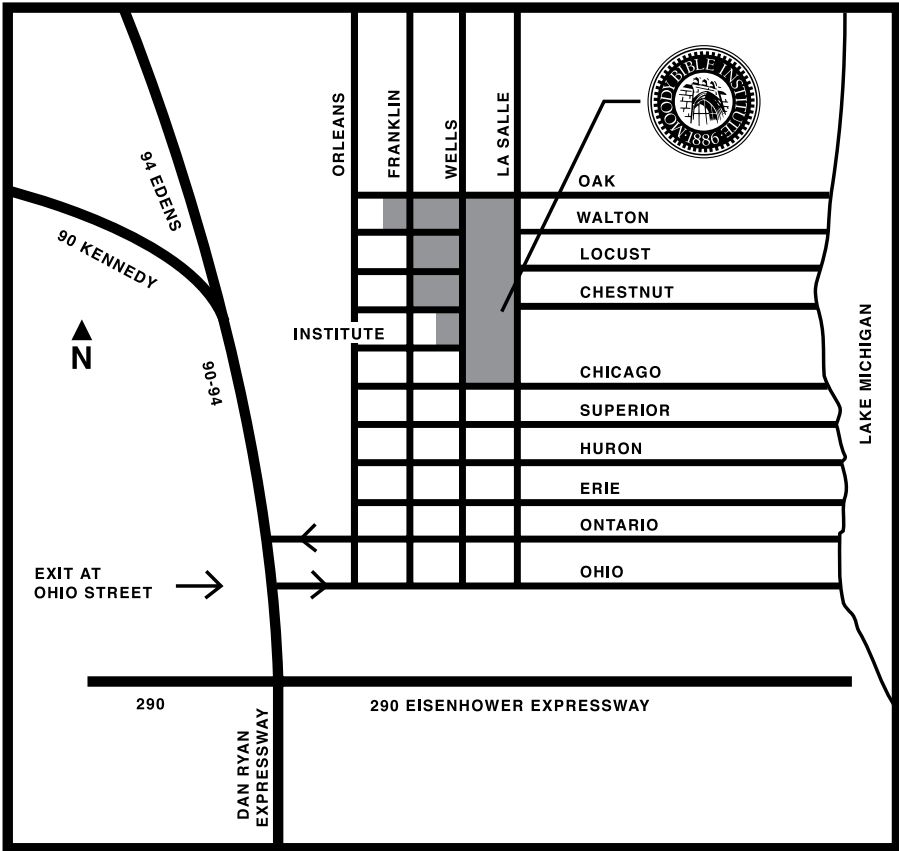 ORLEANS
FRANKLIN
WELLS
LA SALLE
MOODY BIBLE INSTITUTE
1886
94 EDENS
90 KENNEDY
OAK
WALTON
LOCUST
CHESTNUT
INSTITUTE
N
90-94
CHICAGO
SUPERIOR
HURON
ERIE
ONTARIO
OHIO
LAKE MICHIGAN
EXIT AT
OHIO STREET
290
290 EISENHOWER EXPRESSWAY
DAN RYAN
EXPRESSWAY